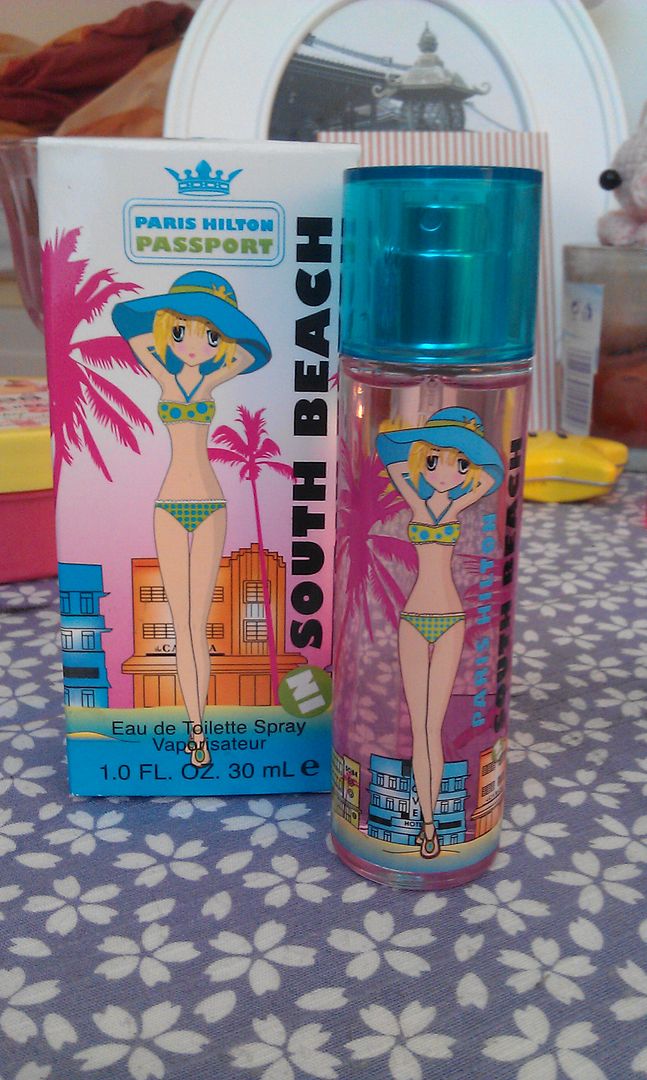 PARIS HILTON
PASSPORT
SOUTH BEACH
IN
Eau de Toilette Spray
Vaporisateur
1.0 FL. OZ. 30 mL e
PARIS HILTON
SOUTH BEACH
HOTEL